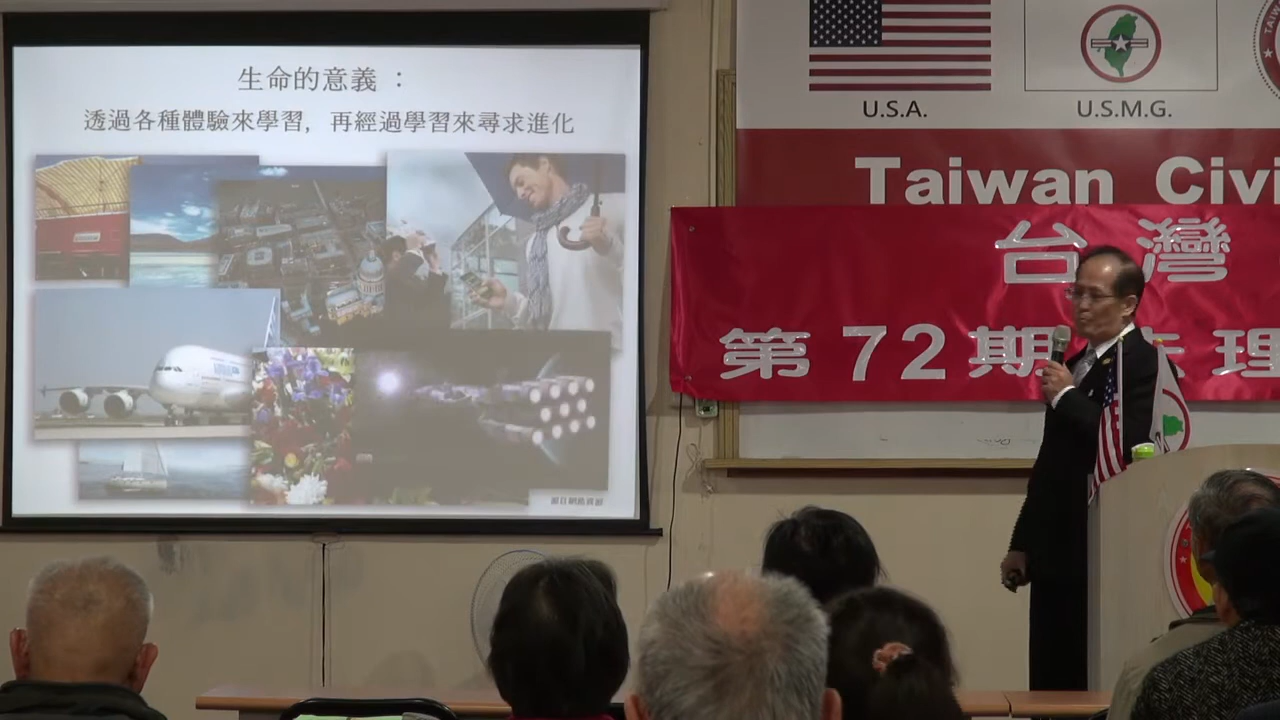 生命的意義：
透過各種體驗來學習，再經過學習來尋求進化
U.S.A.
U.S.M.G.
Taiwan Civi
台灣
第72期
理